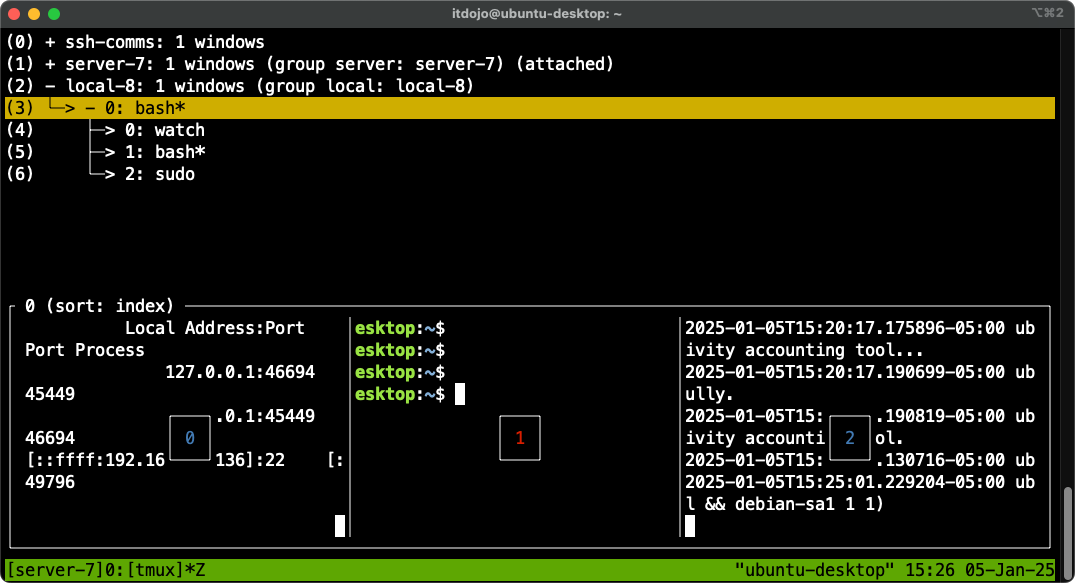 itdojo@ubuntu-desktop: ~
⌥⌘2
(0) + ssh-comms: 1 windows
(1) + server-7: 1 windows (group server: server-7) (attached)
(2) - local-8: 1 windows (group local: local-8)
(3) └─> - 0: bash*
(4)     ├─> 0: watch
(5)     ├─> 1: bash*
(6)     └─> 2: sudo
0 (sort: index)
Local Address:Port
Port Process
127.0.0.1:46694
45449
.0.1:45449
46694
[::ffff:192.16 136]:22 [:
49796
0
esktop:~$
esktop:~$
esktop:~$
esktop:~$
1
2025-01-05T15:20:17.175896-05:00 ub
ivity accounting tool...
2025-01-05T15:20:17.190699-05:00 ub
ully.
2025-01-05T15: .190819-05:00 ub
ivity accounti ol.
2025-01-05T15: .130716-05:00 ub
2025-01-05T15:25:01.229204-05:00 ub
l && debian-sa1 1 1)
2
[server-7]0:[tmux]*Z "ubuntu-desktop" 15:26 05-Jan-25